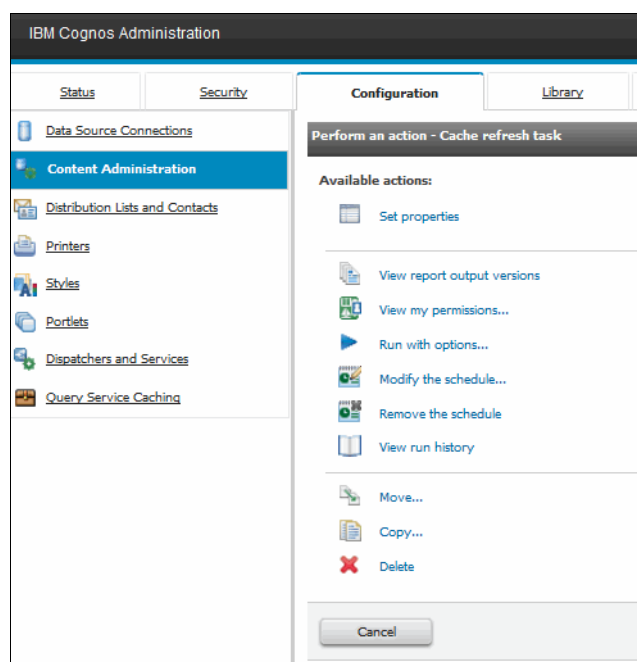 IBM Cognos Administration
Status
Security
Configuration
Library
Data Source Connections
Content Administration
Distribution Lists and Contacts
Printers
Styles
Portlets
Dispatchers and Services
Query Service Caching
Perform an action - Cache refresh task
Available actions:
Set properties
View report output versions
View my permissions...
Run with options...
Modify the schedule...
Remove the schedule
View run history
Move...
Copy...
Delete
Cancel